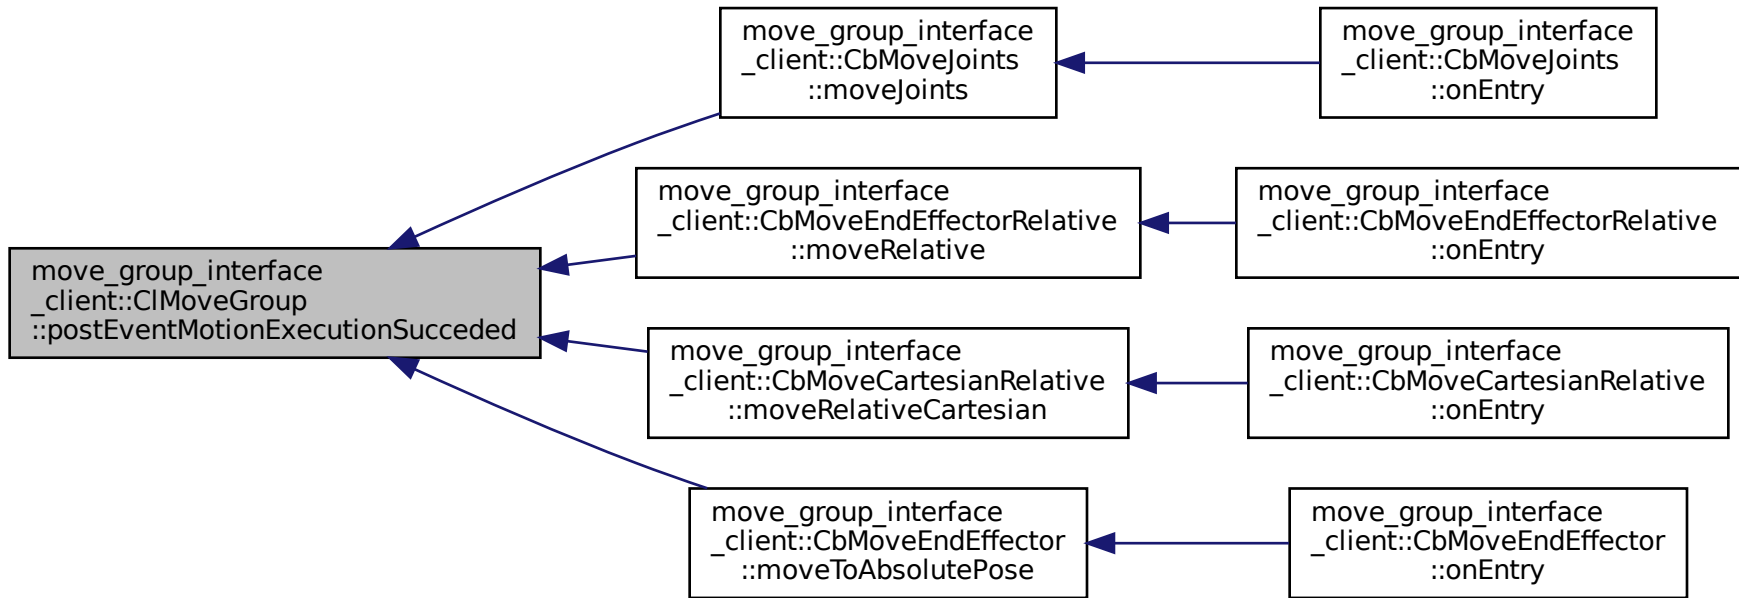 move_group_interface
_client::CbMoveJoints
::moveJoints
move_group_interface
_client::CbMoveJoints
::onEntry
move_group_interface
_client::CbMoveEndEffectorRelative
::moveRelative
move_group_interface
_client::CbMoveEndEffectorRelative
::onEntry
move_group_interface
_client::ClMoveGroup
::postEventMotionExecutionSucceded
move_group_interface
_client::CbMoveCartesianRelative
::moveRelativeCartesian
move_group_interface
_client::CbMoveCartesianRelative
::onEntry
move_group_interface
_client::CbMoveEndEffector
::moveToAbsolutePose
move_group_interface
_client::CbMoveEndEffector
::onEntry